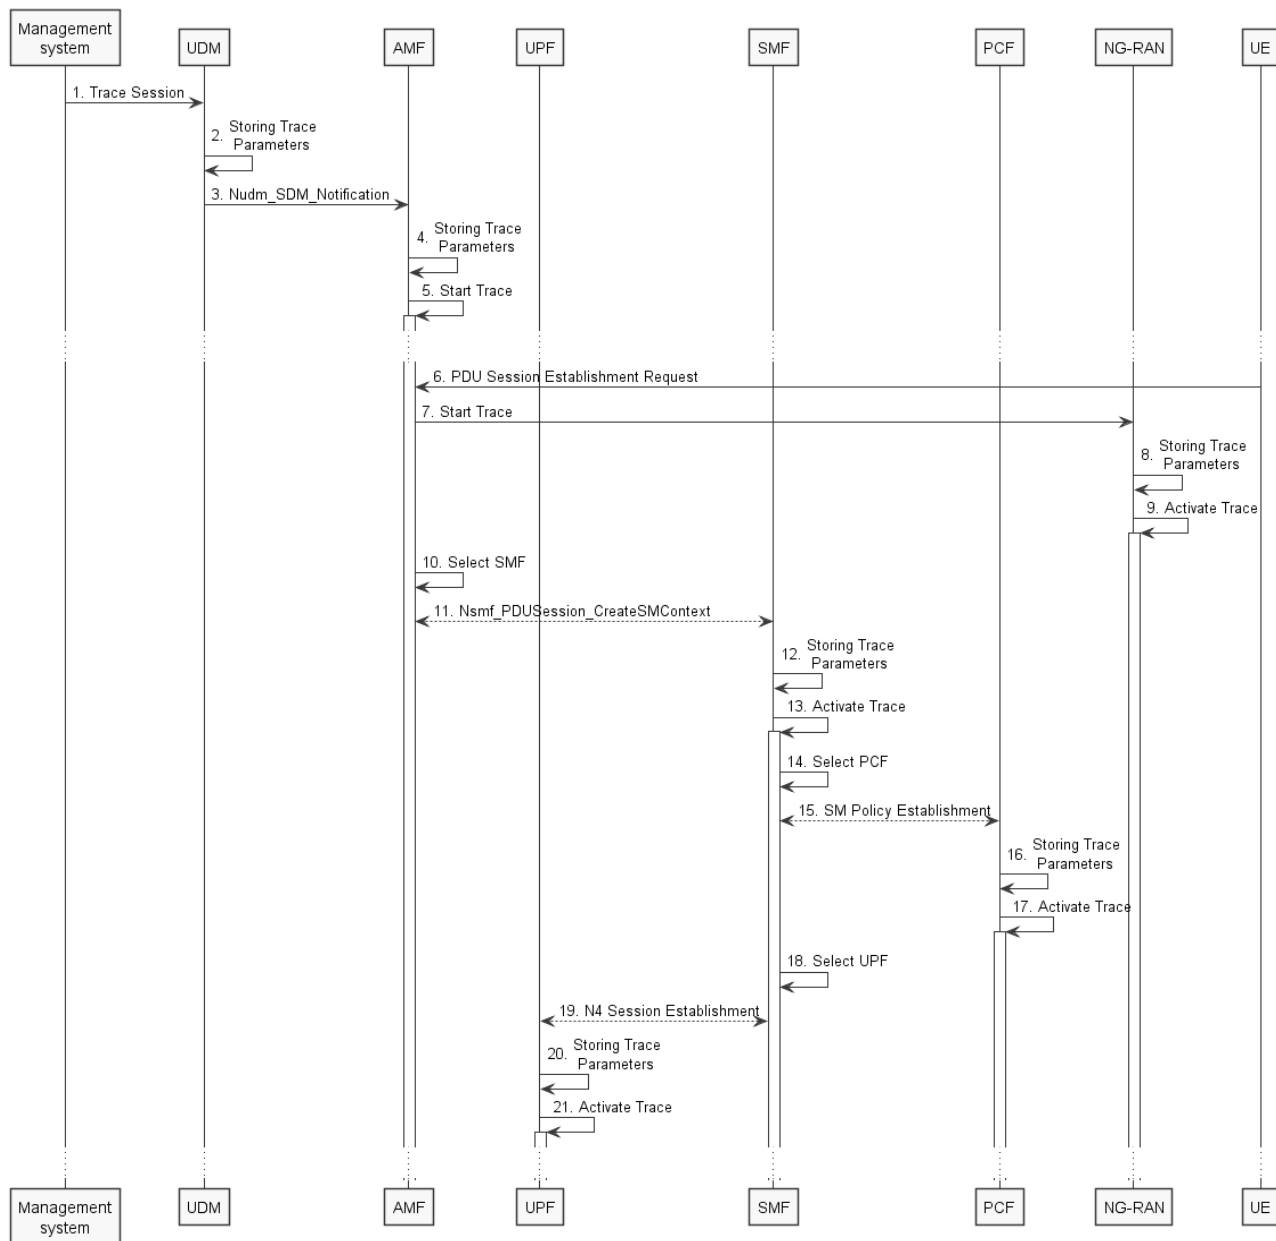 Management
system
UDM
AMF
UPF
SMF
PCF
NG-RAN
UE
1. Trace Session
2. Storing Trace
Parameters
3. Nudm_SDM_Notification
4. Storing Trace
Parameters
5. Start Trace
6. PDU Session Establishment Request
7. Start Trace
8. Storing Trace
Parameters
9. Activate Trace
10. Select SMF
11. Nsmf_PDUSession_CreateSMContext
12. Storing Trace
Parameters
13. Activate Trace
14. Select PCF
15. SM Policy Establishment
16. Storing Trace
Parameters
17. Activate Trace
18. Select UPF
19. N4 Session Establishment
20. Storing Trace
Parameters
21. Activate Trace
Management
system
UDM
AMF
UPF
SMF
PCF
NG-RAN
UE